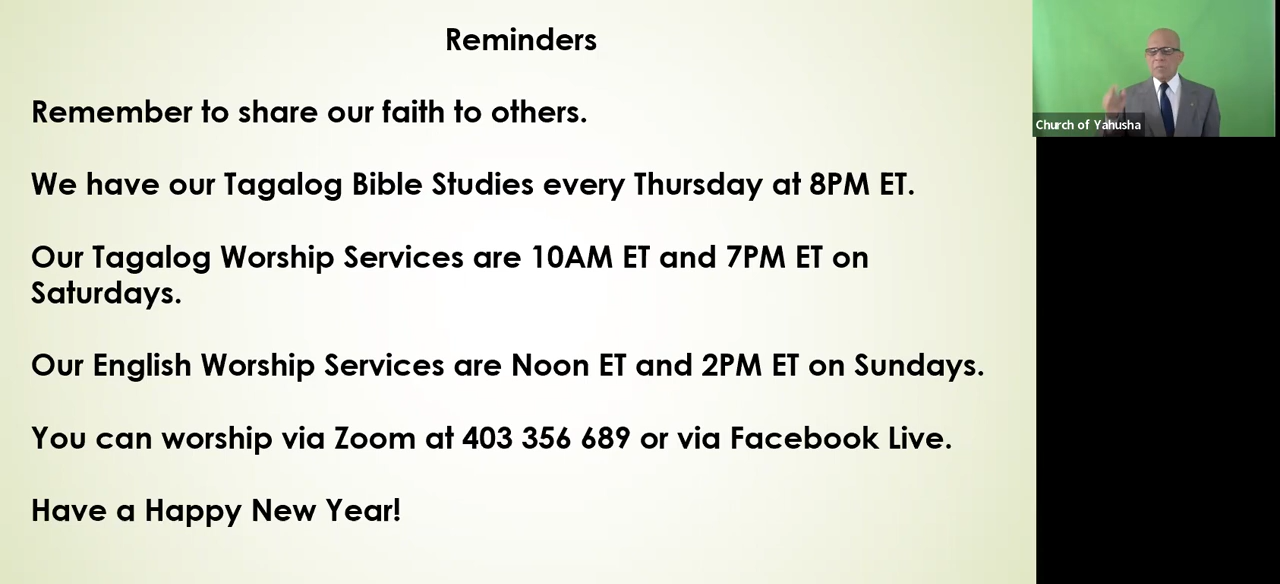 Reminders
Remember to share our faith to others.
We have our Tagalog Bible Studies every Thursday at 8PM ET.
Our Tagalog Worship Services are 10AM ET and 7PM ET on
Saturdays.
Our English Worship Services are Noon ET and 2PM ET on Sundays.
You can worship via Zoom at 403 356 689 or via Facebook Live.
Have a Happy New Year!
Church of Yahusha